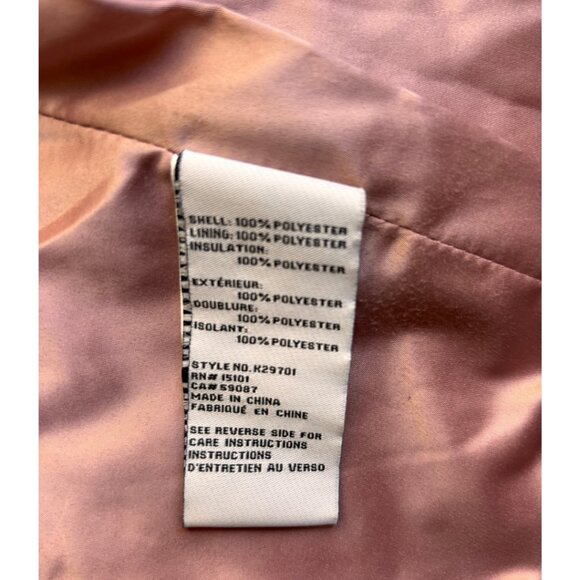 SHELL: 100% POLYESTER
LINING: 100% POLYESTER
INSULATION:
100% POLYESTER
EXTÉRIEUR:
100% POLYESTER
DOUBLURE:
100% POLYESTER
ISOLANT:
100% POLYESTER
STYLE NO. K29701
RN# 15101
CA# 59087
MADE IN CHINA
FABRIQUÉ EN CHINE
SEE REVERSE SIDE FOR
CARE INSTRUCTIONS
INSTRUCTIONS
D'ENTRETIEN AU VERSO